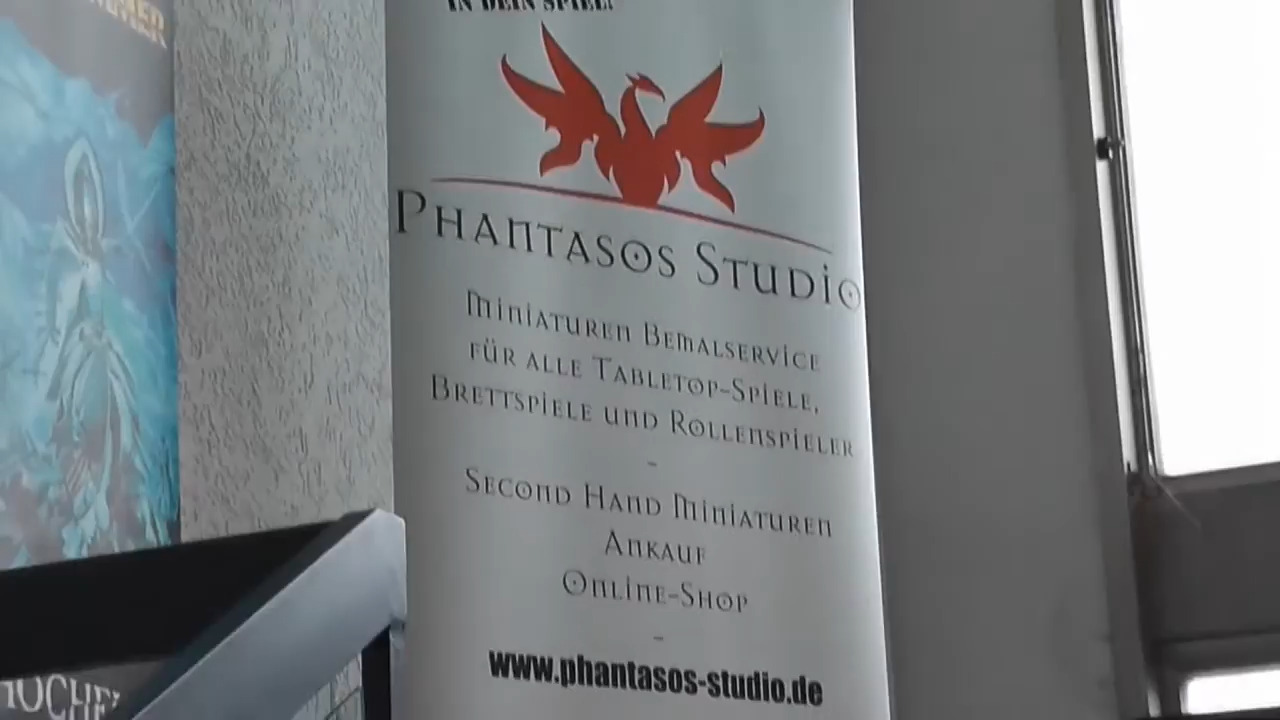 IN DEIN SPIEL!
PHANTASOS STUDIO
MINIATUREN BEMALSERVICE
FÜR ALLE TABLETOP-SPIELE,
BRETTSPIELE UND ROLLENSPIELER
-
SECOND HAND MINIATUREN
ANKAUF
ONLINE-SHOP
-
www.phantasos-studio.de